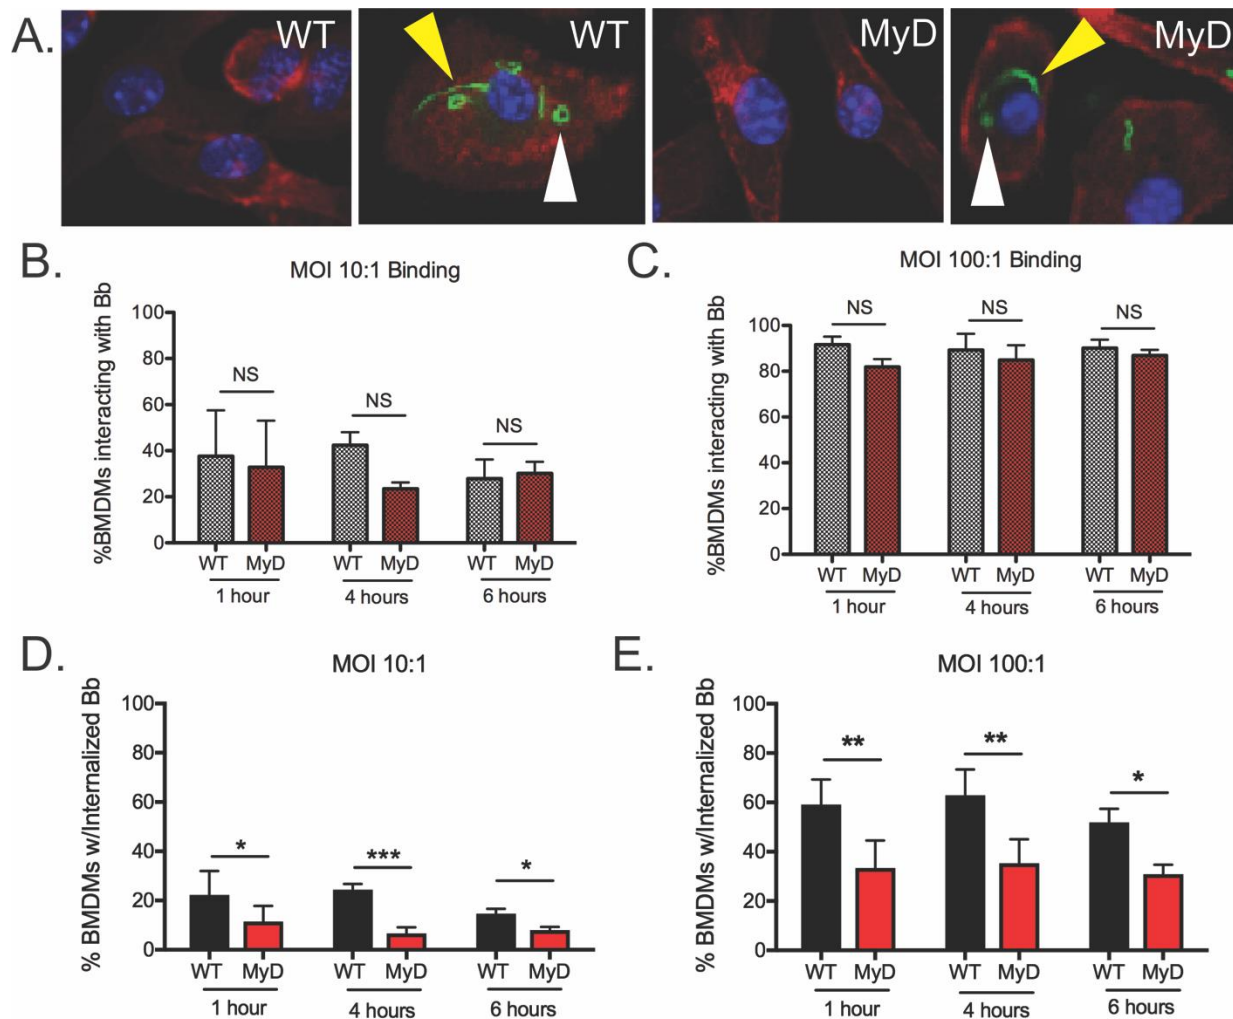 A.
WT
WT
MyD
MyD
B.
MOI 10:1 Binding
%BMDMs interacting with Bb
100
80
60
40
20
0
NS
NS
NS
WT MyD WT MyD WT MyD
1 hour 4 hours 6 hours
C.
MOI 100:1 Binding
%BMDMs interacting with Bb
100
80
60
40
20
0
NS
NS
NS
WT MyD WT MyD WT MyD
1 hour 4 hours 6 hours
D.
MOI 10:1
% BMDMs w/Internalized Bb
100
80
60
40
20
0
*
***
*
WT MyD WT MyD WT MyD
1 hour 4 hours 6 hours
E.
MOI 100:1
% BMDMs w/Internalized Bb
100
80
60
40
20
0
**
**
*
WT MyD WT MyD WT MyD
1 hour 4 hours 6 hours